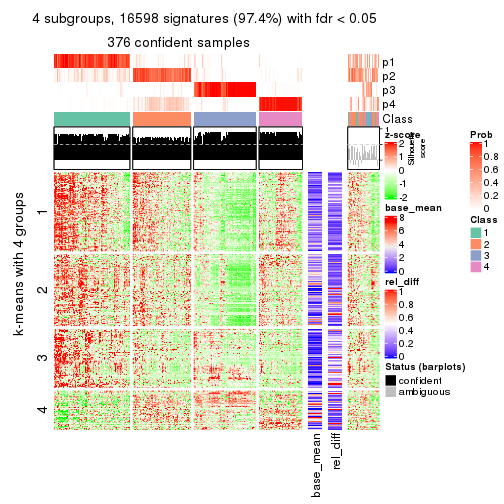 4 subgroups, 16598 signatures (97.4%) with fdr < 0.05
376 confident samples
p1
p2
p3
p4
Class
1
Silhouette
score
k-means with 4 groups
1
2
3
4
base_mean
rel_diff
z-score
2
1
0
-1
-2
base_mean
8
6
4
2
0
rel_diff
1
0.8
0.6
0.4
0.2
0
Status (barplots)
confident
ambiguous
Prob
1
0.8
0.6
0.4
0.2
0
Class
1
2
3
4